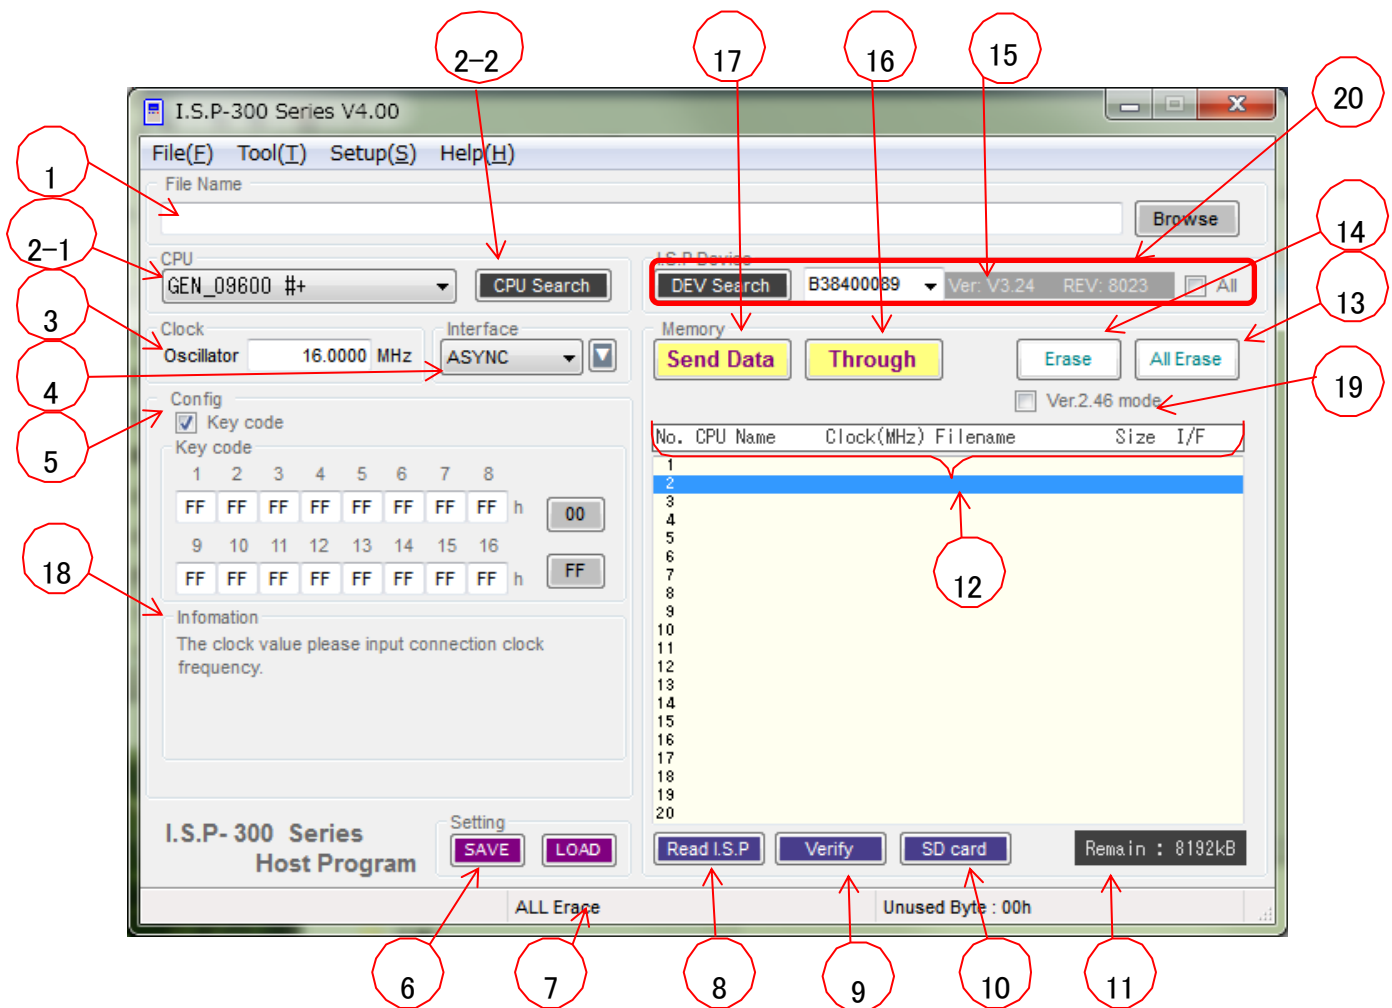 2-2
17
16
15
20
I.S.P-300 Series V4.00
File(F) Tool(T) Setup(S) Help(H)
1
File Name
Browse
14
2-1
CPU
GEN_09600 #+
CPU Search
I.S.P Device
DEV Search
B38400089
Ver: V3.24 REV: 8023
All
13
3
Clock
Oscillator 16.0000 MHz
Interface
ASYNC
Memory
Send Data
Through
Erase
All Erase
4
Ver.2.46 mode
19
5
Config
Key code
Key code
1 2 3 4 5 6 7 8
FF FF FF FF FF FF FF FF h
00
9 10 11 12 13 14 15 16
FF FF FF FF FF FF FF FF h
FF
No. CPU Name Clock(MHz) Filename Size I/F
1
2
3
4
5
6
7
8
9
10
11
12
13
14
15
16
17
18
19
20
12
18
Infomation
The clock value please input connection clock
frequency.
I.S.P- 300 Series
Host Program
Setting
SAVE
LOAD
Read I.S.P
Verify
SD card
Remain : 8192kB
ALL Erace
Unused Byte : 00h
6
7
8
9
10
11